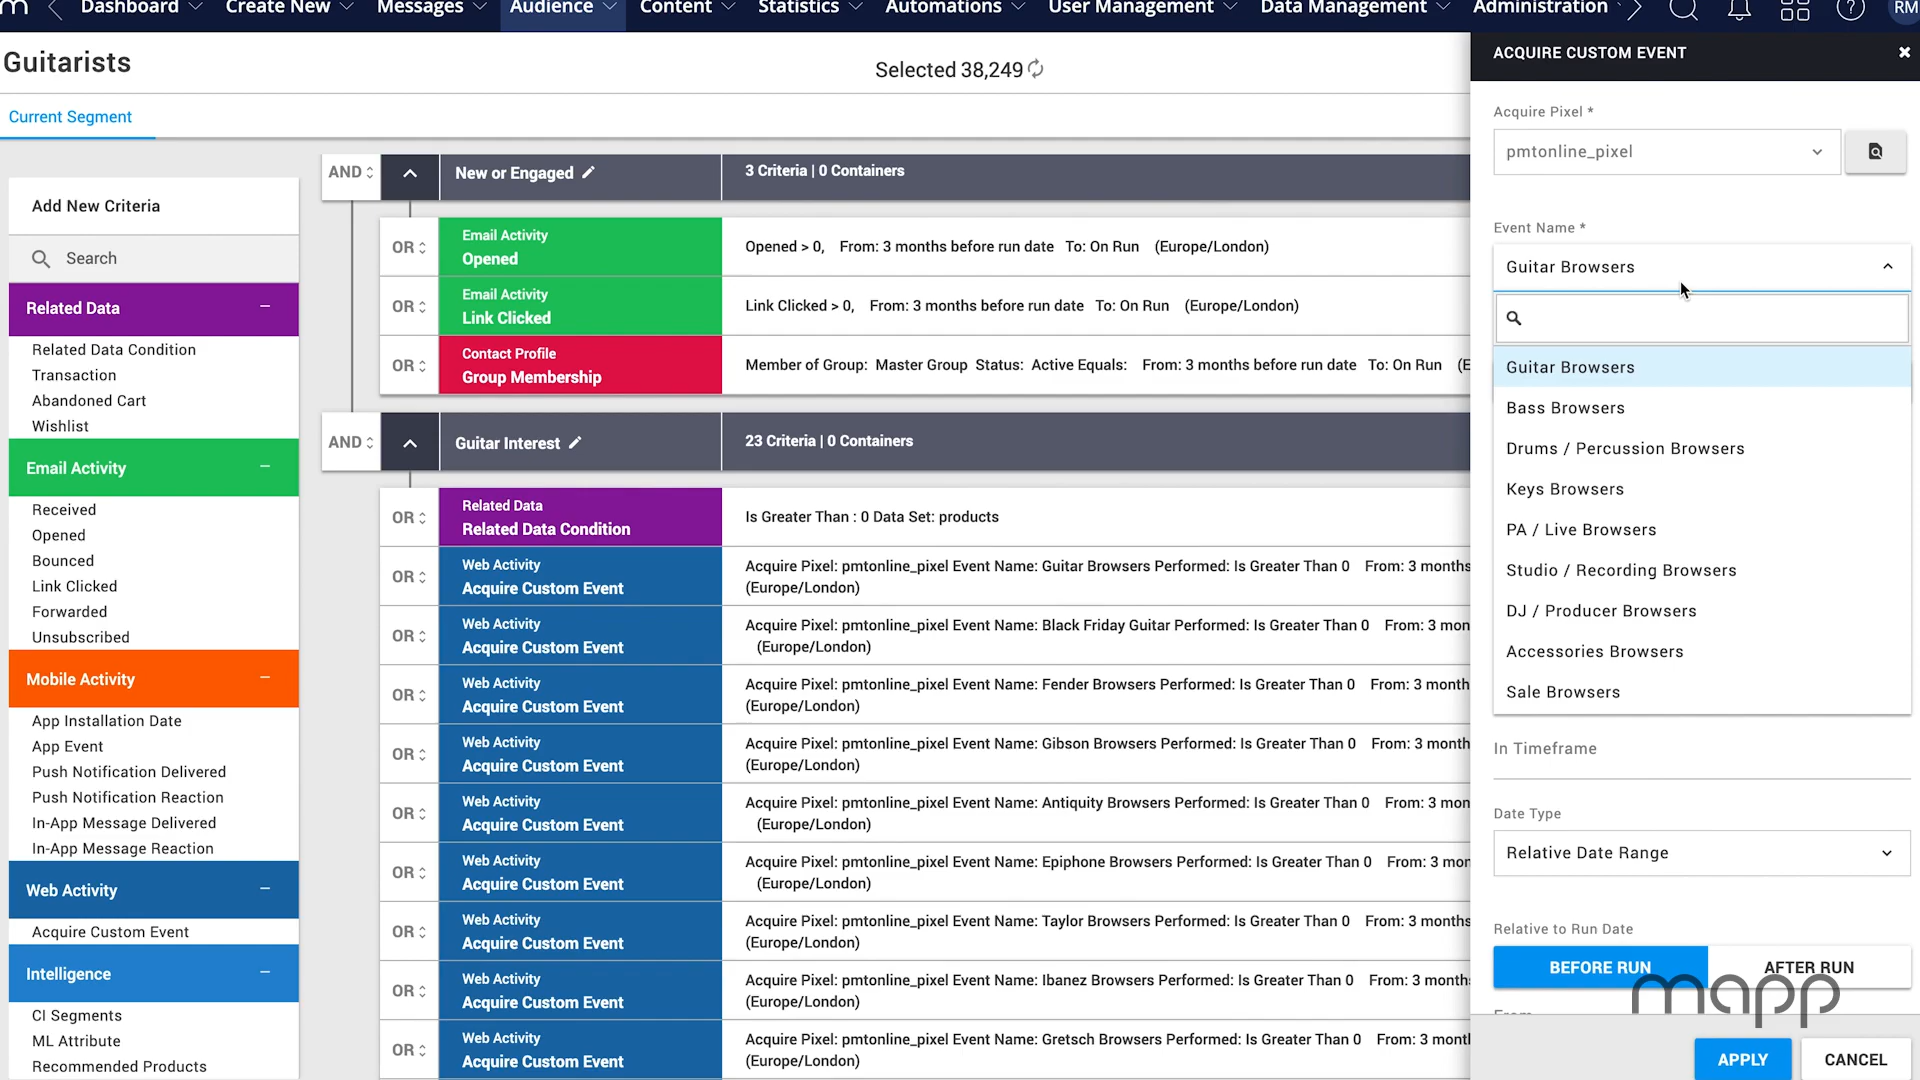 Dashboard Create New Messages Audience Content Statistics Automations User Management Data Management Administration RM
Guitarists
Selected 38,249
Current Segment
Add New Criteria
Search
Related Data
Related Data Condition
Transaction
Abandoned Cart
Wishlist
Email Activity
Received
Opened
Bounced
Link Clicked
Forwarded
Unsubscribed
Mobile Activity
App Installation Date
App Event
Push Notification Delivered
Push Notification Reaction
In-App Message Delivered
In-App Message Reaction
Web Activity
Acquire Custom Event
Intelligence
CI Segments
ML Attribute
Recommended Products
AND New or Engaged 3 Criteria | 0 Containers
OR Email Activity
Opened
Opened > 0, From: 3 months before run date To: On Run (Europe/London)
OR Email Activity
Link Clicked
Link Clicked > 0, From: 3 months before run date To: On Run (Europe/London)
OR Contact Profile
Group Membership
Member of Group: Master Group Status: Active Equals: From: 3 months before run date To: On Run (E
AND Guitar Interest 23 Criteria | 0 Containers
OR Related Data
Related Data Condition
Is Greater Than : 0 Data Set: products
OR Web Activity
Acquire Custom Event
Acquire Pixel: pmtonline_pixel Event Name: Guitar Browsers Performed: Is Greater Than 0 From: 3 months
(Europe/London)
OR Web Activity
Acquire Custom Event
Acquire Pixel: pmtonline_pixel Event Name: Black Friday Guitar Performed: Is Greater Than 0 From: 3 mon
(Europe/London)
OR Web Activity
Acquire Custom Event
Acquire Pixel: pmtonline_pixel Event Name: Fender Browsers Performed: Is Greater Than 0 From: 3 month
(Europe/London)
OR Web Activity
Acquire Custom Event
Acquire Pixel: pmtonline_pixel Event Name: Gibson Browsers Performed: Is Greater Than 0 From: 3 month
(Europe/London)
OR Web Activity
Acquire Custom Event
Acquire Pixel: pmtonline_pixel Event Name: Antiquity Browsers Performed: Is Greater Than 0 From: 3 mon
(Europe/London)
OR Web Activity
Acquire Custom Event
Acquire Pixel: pmtonline_pixel Event Name: Epiphone Browsers Performed: Is Greater Than 0 From: 3 mon
(Europe/London)
OR Web Activity
Acquire Custom Event
Acquire Pixel: pmtonline_pixel Event Name: Taylor Browsers Performed: Is Greater Than 0 From: 3 months
(Europe/London)
OR Web Activity
Acquire Custom Event
Acquire Pixel: pmtonline_pixel Event Name: Ibanez Browsers Performed: Is Greater Than 0 From: 3 month
(Europe/London)
OR Web Activity
Acquire Custom Event
Acquire Pixel: pmtonline_pixel Event Name: Gretsch Browsers Performed: Is Greater Than 0 From: 3 month
(Europe/London)
ACQUIRE CUSTOM EVENT
Acquire Pixel *
pmtonline_pixel
Event Name *
Guitar Browsers
Guitar Browsers
Bass Browsers
Drums / Percussion Browsers
Keys Browsers
PA / Live Browsers
Studio / Recording Browsers
DJ / Producer Browsers
Accessories Browsers
Sale Browsers
In Timeframe
Date Type
Relative Date Range
Relative to Run Date
BEFORE RUN AFTER RUN
mapp
From
APPLY CANCEL